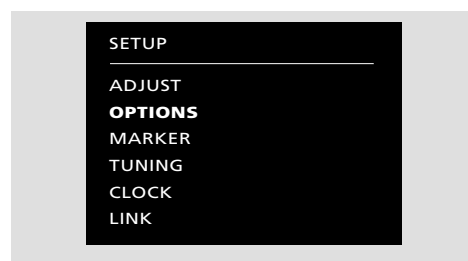 SETUP
ADJUST
OPTIONS
MARKER
TUNING
CLOCK
LINK